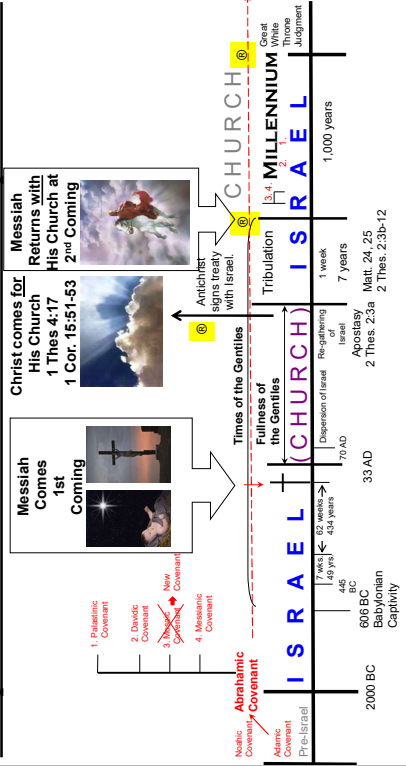 Messiah
Comes
1st
Coming
Christ comes for
His Church
1 Thes 4:17
1 Cor. 15:51-53
Messiah
Returns with
His Church at
2nd Coming
1. Palastinic
Covenant
2. Davidic
Covenant
3. Mosaic
Covenant
New
Covenant
4. Messianic
Covenant
Abrahamic
Covenant
Noahic
Covenant
Adamic
Covenant
Times of the Gentiles
Fullness of
the Gentiles
®
Antichrist
signs treaty
with Israel.
®
CHURCH
®
Great
White
Throne
Judgment
Tribulation
3.4.
2.
1.
MILLENNIUM
Pre-Israel
ISRAEL
(CHURCH)
ISRAEL
7 wks.
49 yrs
62 weeks
434 years
Dispersion of Israel
Re-gathering
of
Israel
1 week
7 years
1,000 years
2000 BC
606 BC
Babylonian
Captivity
445
BC
33 AD
70 AD
Apostasy
2 Thes. 2:3a
Matt. 24, 25
2 Thes. 2:3b-12